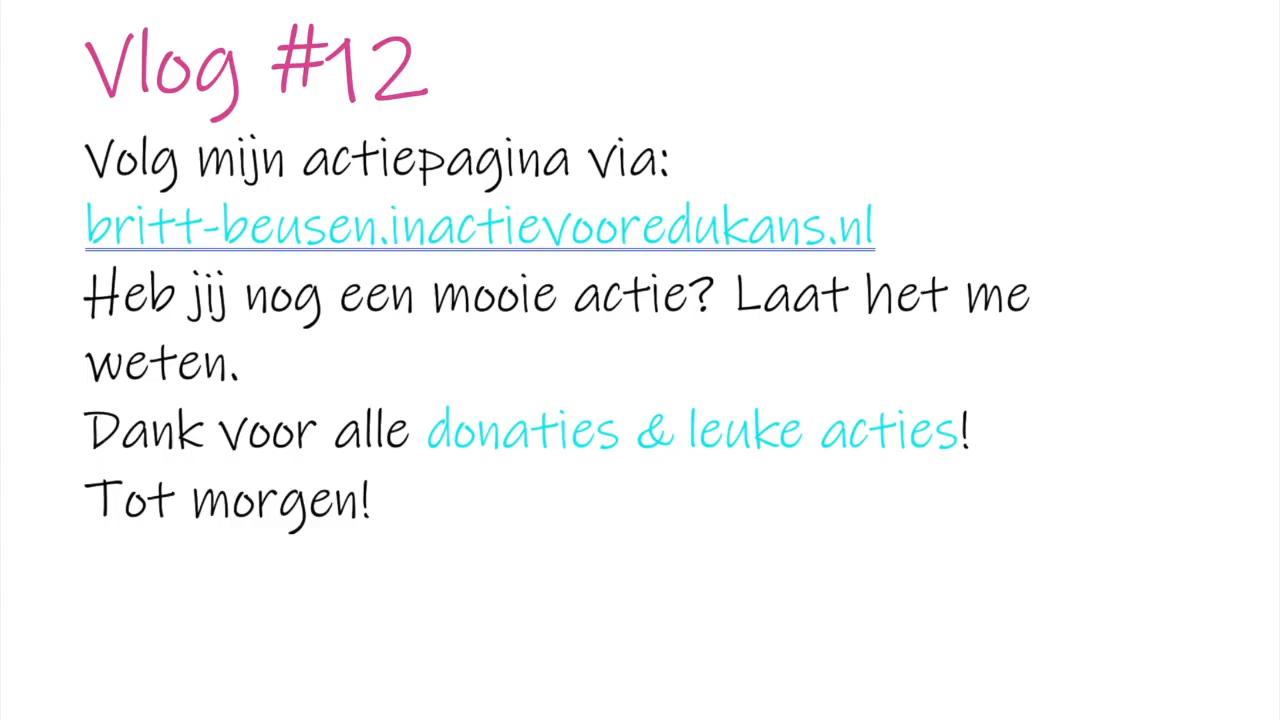 Vlog #12
Volg mijn actiepagina via:
britt-beusen.inactievooredukans.nl
Heb jij nog een mooie actie? Laat het me
weten.
Dank voor alle donaties & leuke acties!
Tot morgen!